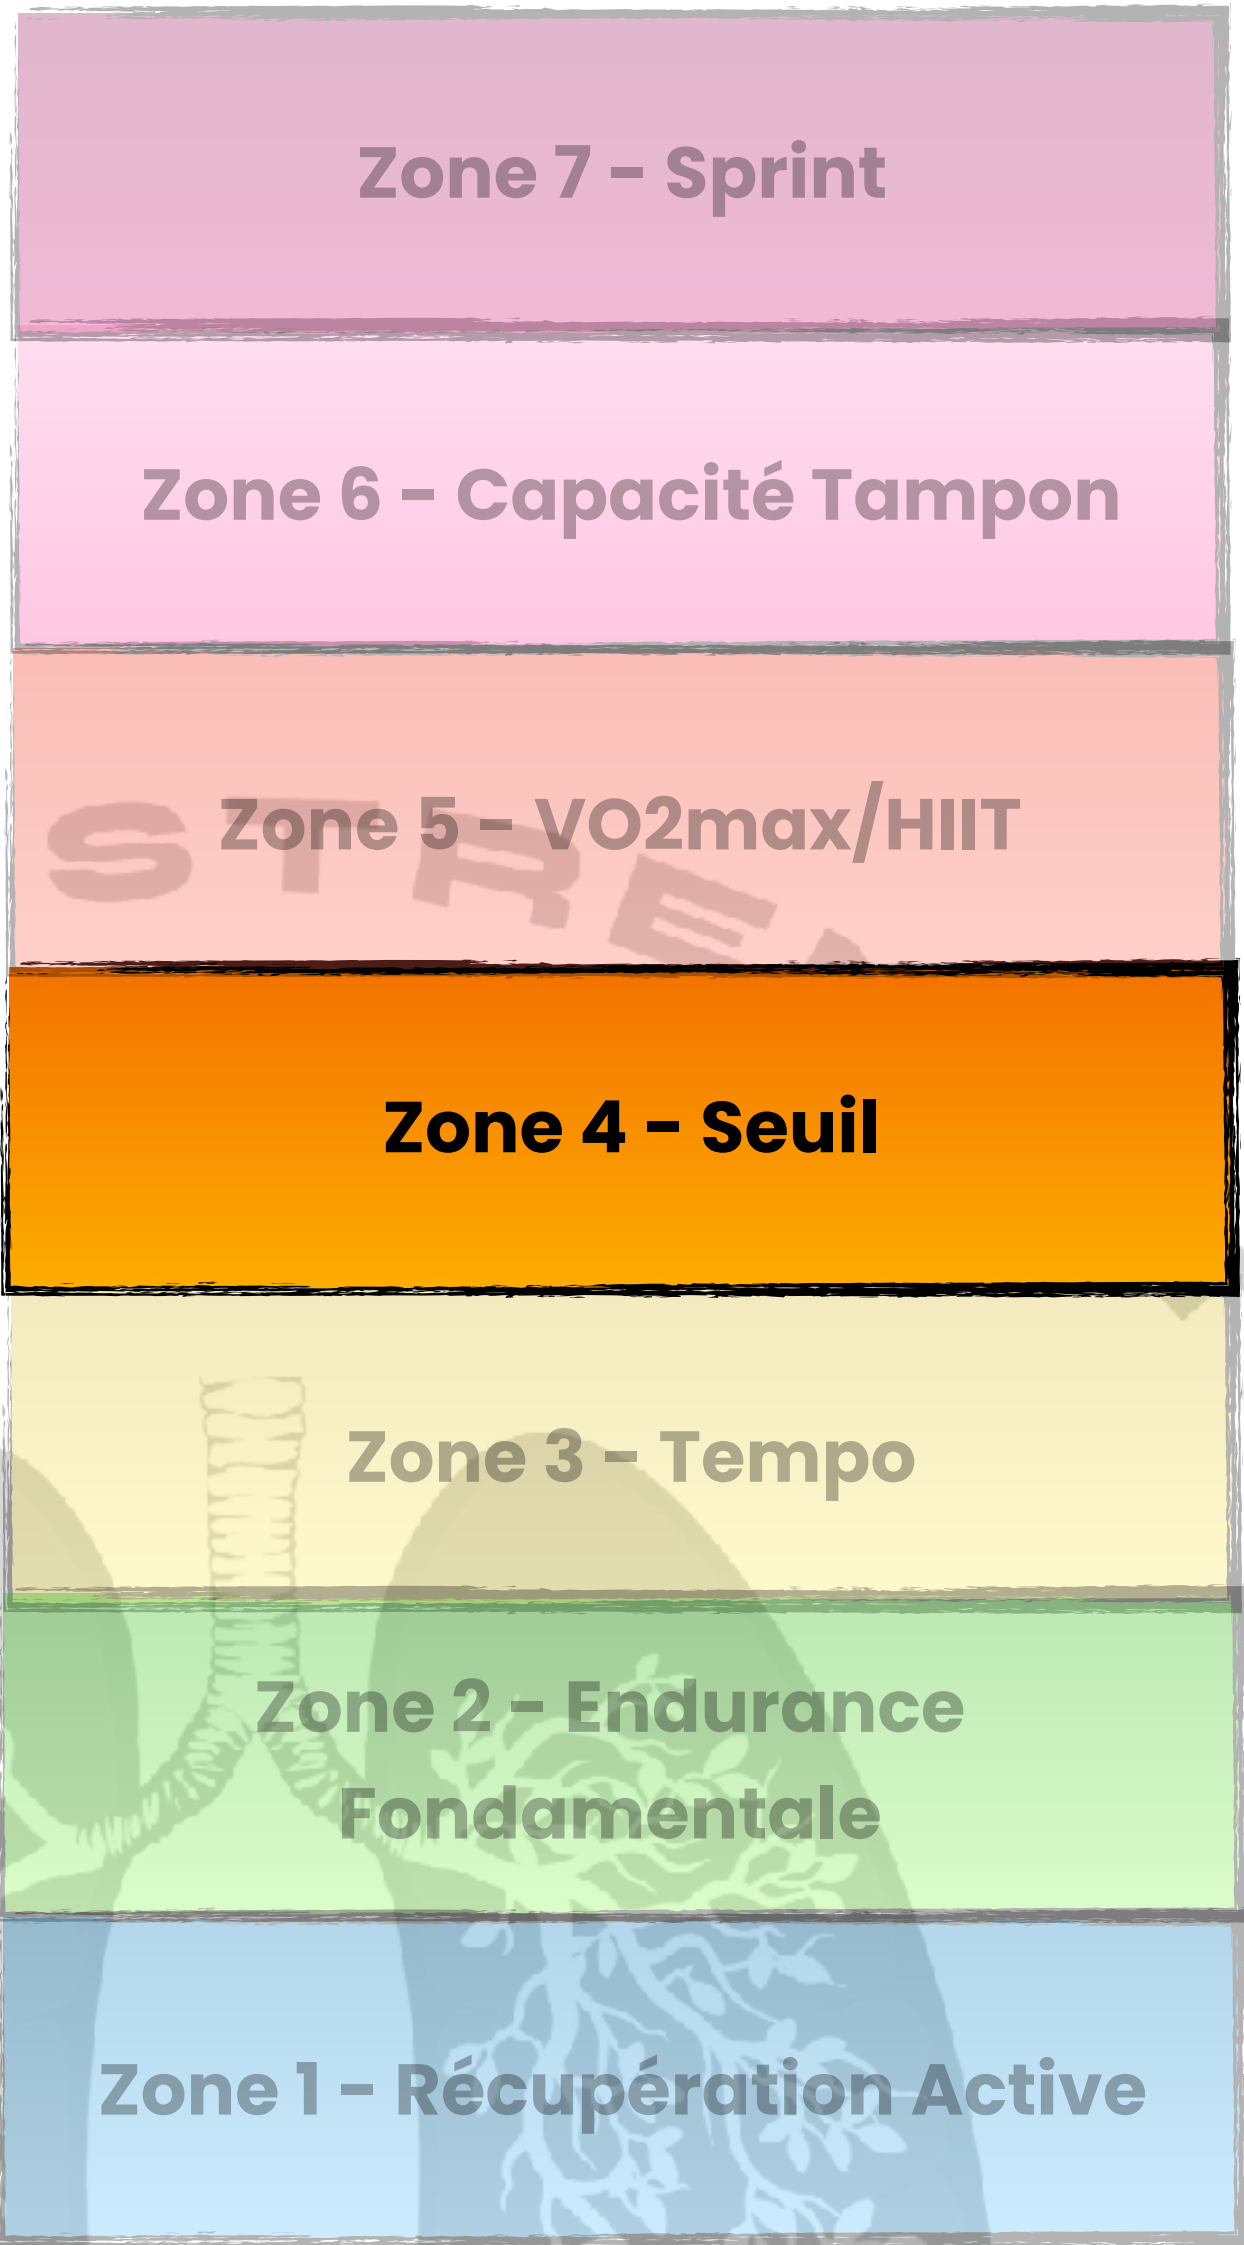 Zone 7 - Sprint
Zone 6 - Capacité Tampon
Zone 5 - VO2max/HIIT
Zone 4 - Seuil
Zone 3 - Tempo
Zone 2 - Endurance
Fondamentale
Zone 1 - Récupération Active